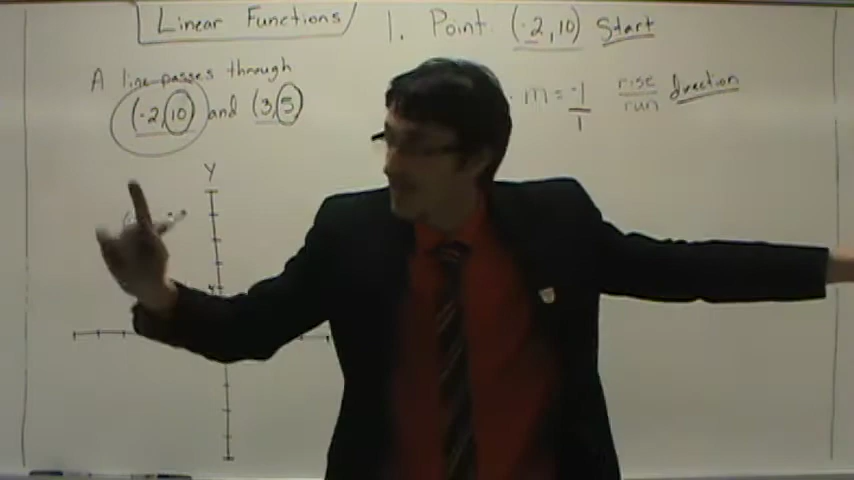 Linear Functions
1. Point: (-2,10) Start
A line passes through
(-2,10) and (3,5)
m = -1/1 rise/run direction
Y
4